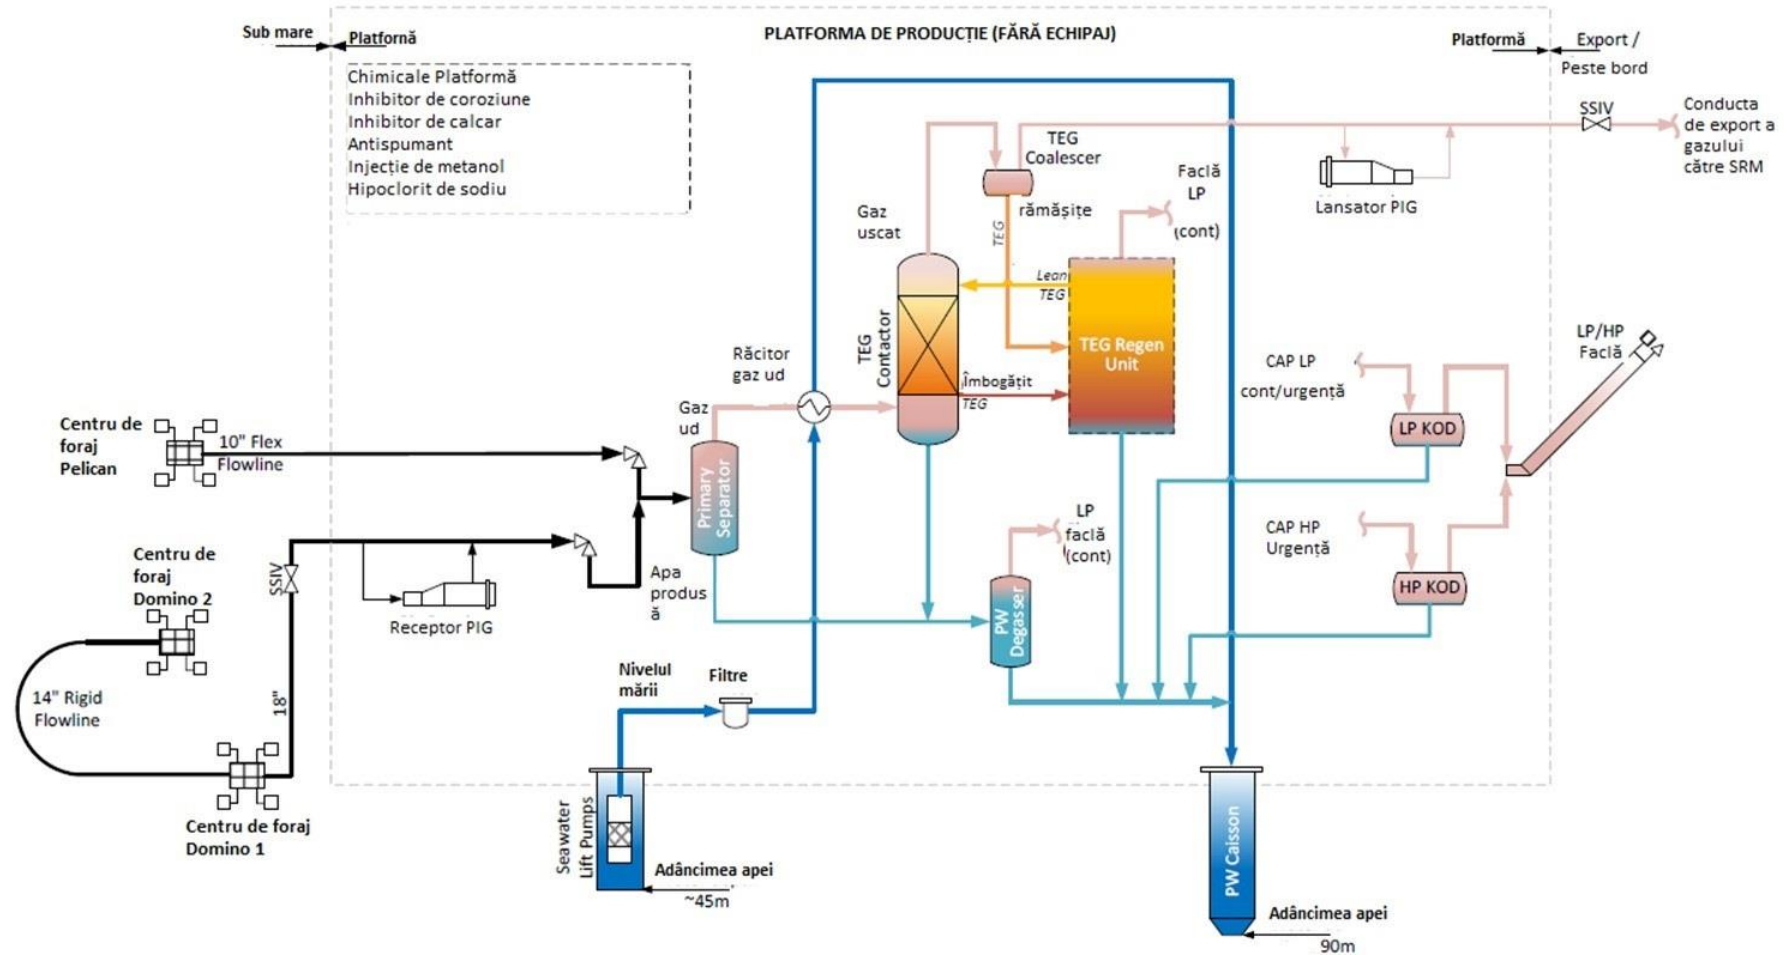 PLATFORMA DE PRODUCȚIE (FĂRĂ ECHIPAJ)
Sub mare
Platfornă
Platformă
Export /
Peste bord
Chimicale Platformă
Inhibitor de coroziune
Inhibitor de calcar
Antispumant
Injecție de metanol
Hipoclorit de sodiu
SSIV
Conducta
de export a
gazului
către SRM
TEG
Coalescer
Faclă
LP
(cont)
Lansator PIG
Gaz
uscat
rămășițe
TEG
Lean
TEG
TEG
Contactor
TEG Regen
Unit
Îmbogățit
TEG
Răcitor
gaz ud
Gaz
ud
LP/HP
Faclă
CAP LP
cont/urgență
LP KOD
Centru de
foraj
Pelican
10" Flex
Flowline
Primary
Separator
LP
faclă
(cont)
CAP HP
Urgență
HP KOD
Centru de
foraj
Domino 2
SSIV
Receptor PIG
Apa
produs
ă
PW
Degasser
14" Rigid
Flowline
18"
Nivelul
mării
Filtre
Centru de foraj
Domino 1
Seawater
Lift Pumps
Adâncimea apei
~45m
PW Caisson
Adâncimea apei
90m